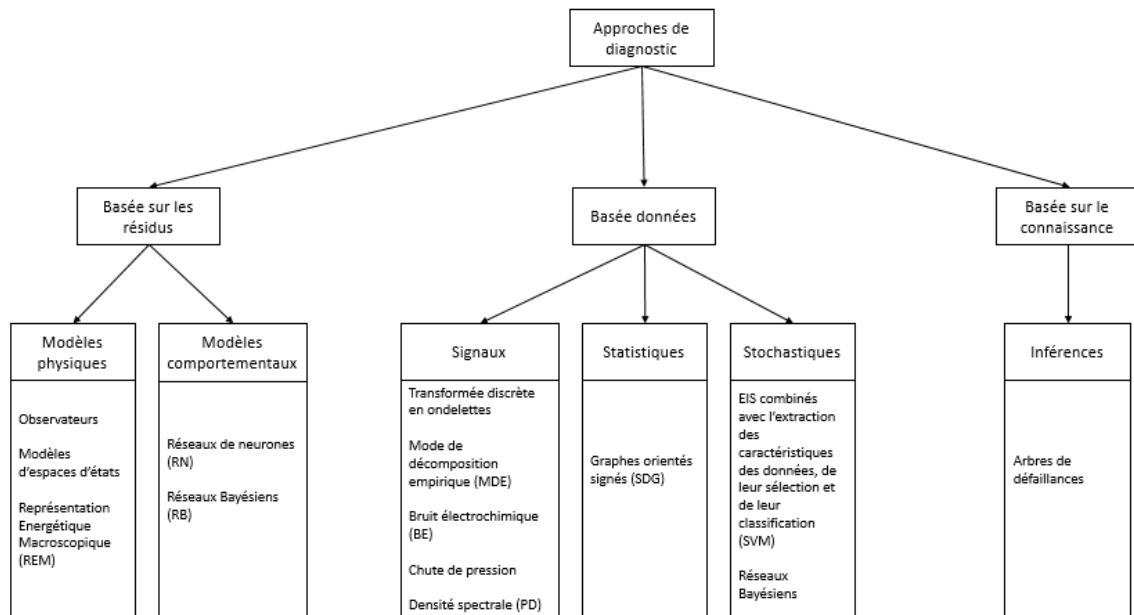 Approches de
diagnostic
Basée sur les
résidus
Basée données
Basée sur le
connaissance
Modèles
physiques
Observateurs
Modèles
d'espaces d'états
Représentation
Energétique
Macroscopique
(REM)
Modèles
comportementaux
Réseaux de neurones
(RN)
Réseaux Bayésiens
(RB)
Signaux
Transformée discrète
en ondelettes
Mode de
décomposition
empirique (MDE)
Bruit électrochimique
(BE)
Chute de pression
Densité spectrale (PD)
Statistiques
Graphes orientés
signés (SDG)
Stochastiques
EIS combinés
avec l'extraction
des
caractéristiques
des données, de
leur sélection et
de leur
classification
(SVM)
Réseaux
Bayésiens
Inférences
Arbres de
défaillances